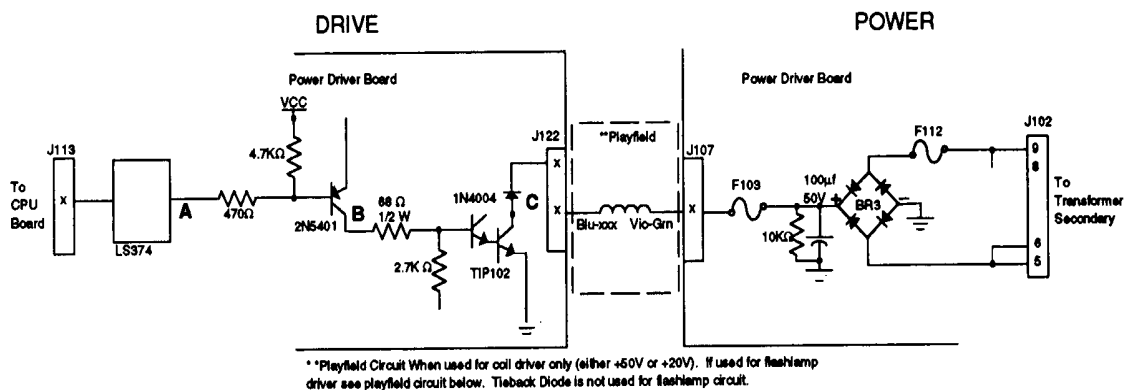 DRIVE
POWER
Power Driver Board
Power Driver Board
VCC
J122
**Playfield
J107
F112
J102
J113
4.7KΩ
9
8
To
CPU
Board
x
LS374
A
470Ω
2N5401
B
68 Ω
1/2 W
1N4004
2.7K Ω
TIP102
x
C
x
Blu-xxx
Vio-Grn
x
F103
100µf
50V
+
10KΩ
BR3
-
To
Transformer
Secondary
6
5
* *Playfield Circuit When used for coil driver only (either +50V or +20V). If used for flashlamp
driver see playfield circuit below. Tieback Diode is not used for flashlamp circuit.